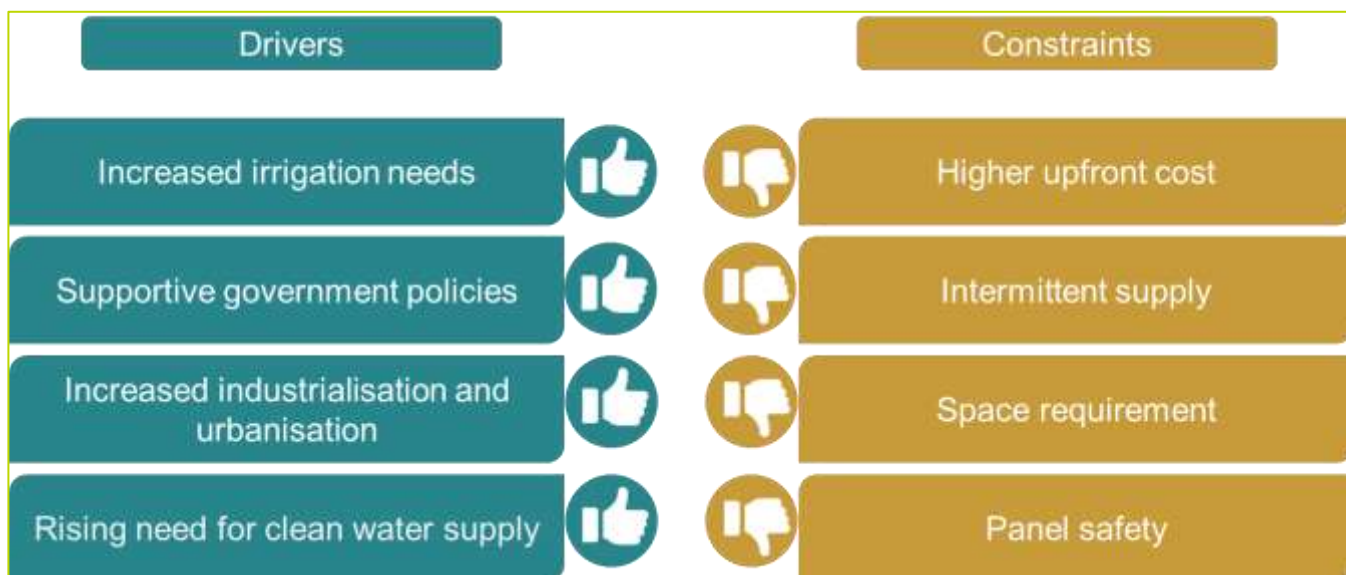 Drivers
Constraints
Increased irrigation needs
Higher upfront cost
Supportive government policies
Intermittent supply
Increased industrialisation and
urbanisation
Space requirement
Rising need for clean water supply
Panel safety